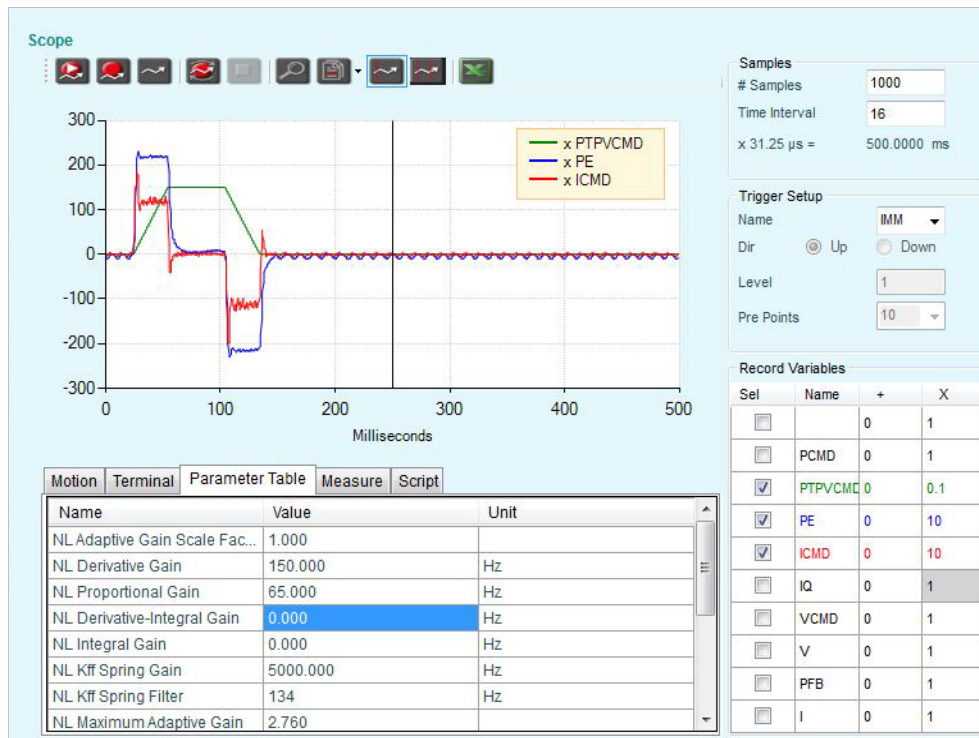 Scope
300
200
100
0
-100
-200
-300
0 100 200 300 400 500
Milliseconds
x PTPVCMD
x PE
x ICMD
Samples
# Samples 1000
Time Interval 16
x 31.25 µs = 500.0000 ms
Trigger Setup
Name IMM
Dir Up Down
Level 1
Pre Points 10
Record Variables
Sel Name + X
0 1
PCMD 0 1
PTPVCMD 0 0.1
PE 0 10
ICMD 0 10
IQ 0 1
VCMD 0 1
V 0 1
PFB 0 1
I 0 1
Motion Terminal Parameter Table Measure Script
Name Value Unit
NL Adaptive Gain Scale Fac... 1.000
NL Derivative Gain 150.000 Hz
NL Proportional Gain 65.000 Hz
NL Derivative-Integral Gain 0.000 Hz
NL Integral Gain 0.000 Hz
NL Kff Spring Gain 5000.000 Hz
NL Kff Spring Filter 134 Hz
NL Maximum Adaptive Gain 2.760